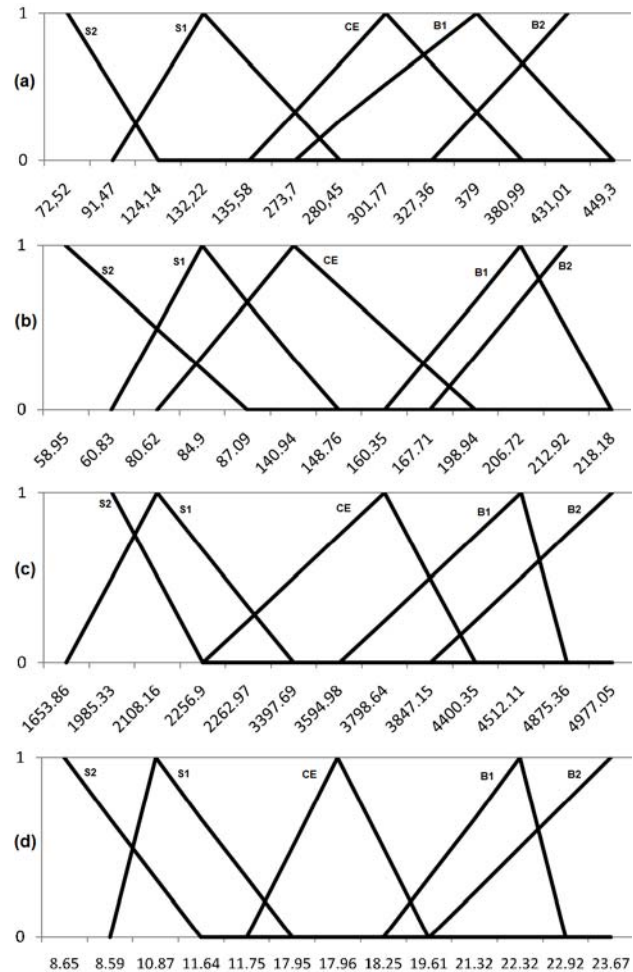 1
S2
S1
CE
B1
B2
(a)
0
72,52 91,47 124,14 132,22 135,58 273,7 280,45 301,77 327,36 379 380,99 431,01 449,3
1
S2
S1
CE
B1
B2
(b)
0
58.95 60.83 80.62 84.9 87.09 140.94 148.76 160.35 167.71 198.94 206.72 212.92 218.18
1
S2
S1
CE
B1
B2
(c)
0
1653.86 1985.33 2108.16 2256.9 2262.97 3397.69 3594.98 3798.64 3847.15 4400.35 4512.11 4875.36 4977.05
1
S2
S1
CE
B1
B2
(d)
0
8.65 8.59 10.87 11.64 11.75 17.95 17.96 18.25 19.61 21.32 22.32 22.92 23.67